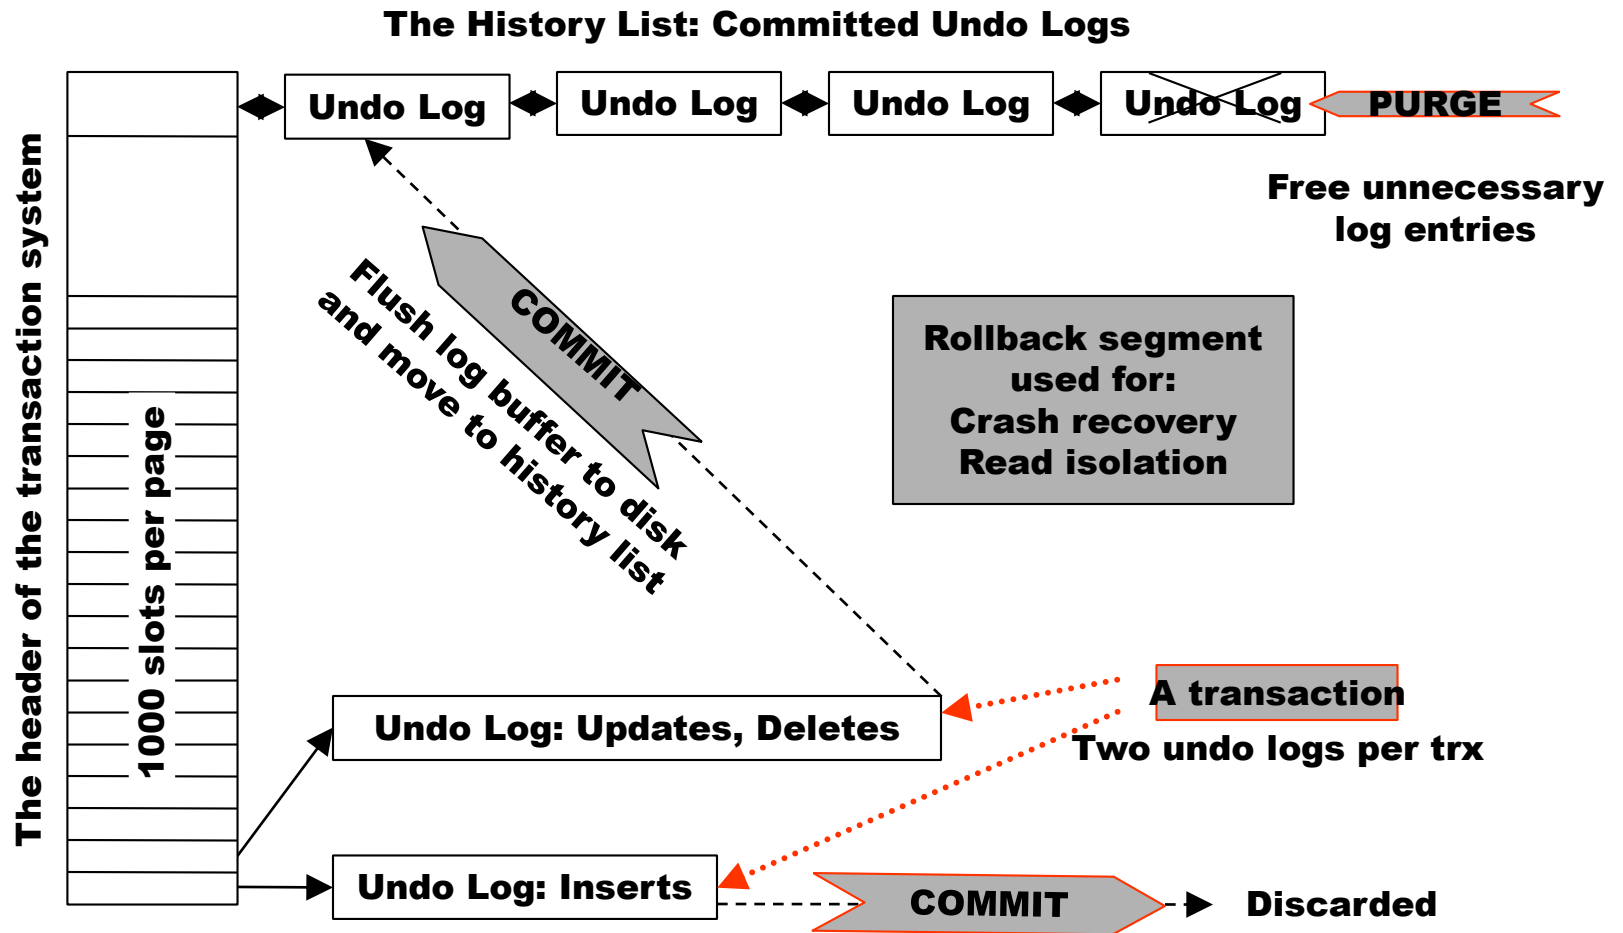 The History List: Committed Undo Logs
Undo Log
Undo Log
Undo Log
Undo Log
PURGE
Free unnecessary
log entries
The header of the transaction system
1000 slots per page
COMMIT
Flush log buffer to disk
and move to history list
Rollback segment
used for:
Crash recovery
Read isolation
A transaction
Two undo logs per trx
Undo Log: Updates, Deletes
Undo Log: Inserts
COMMIT
Discarded